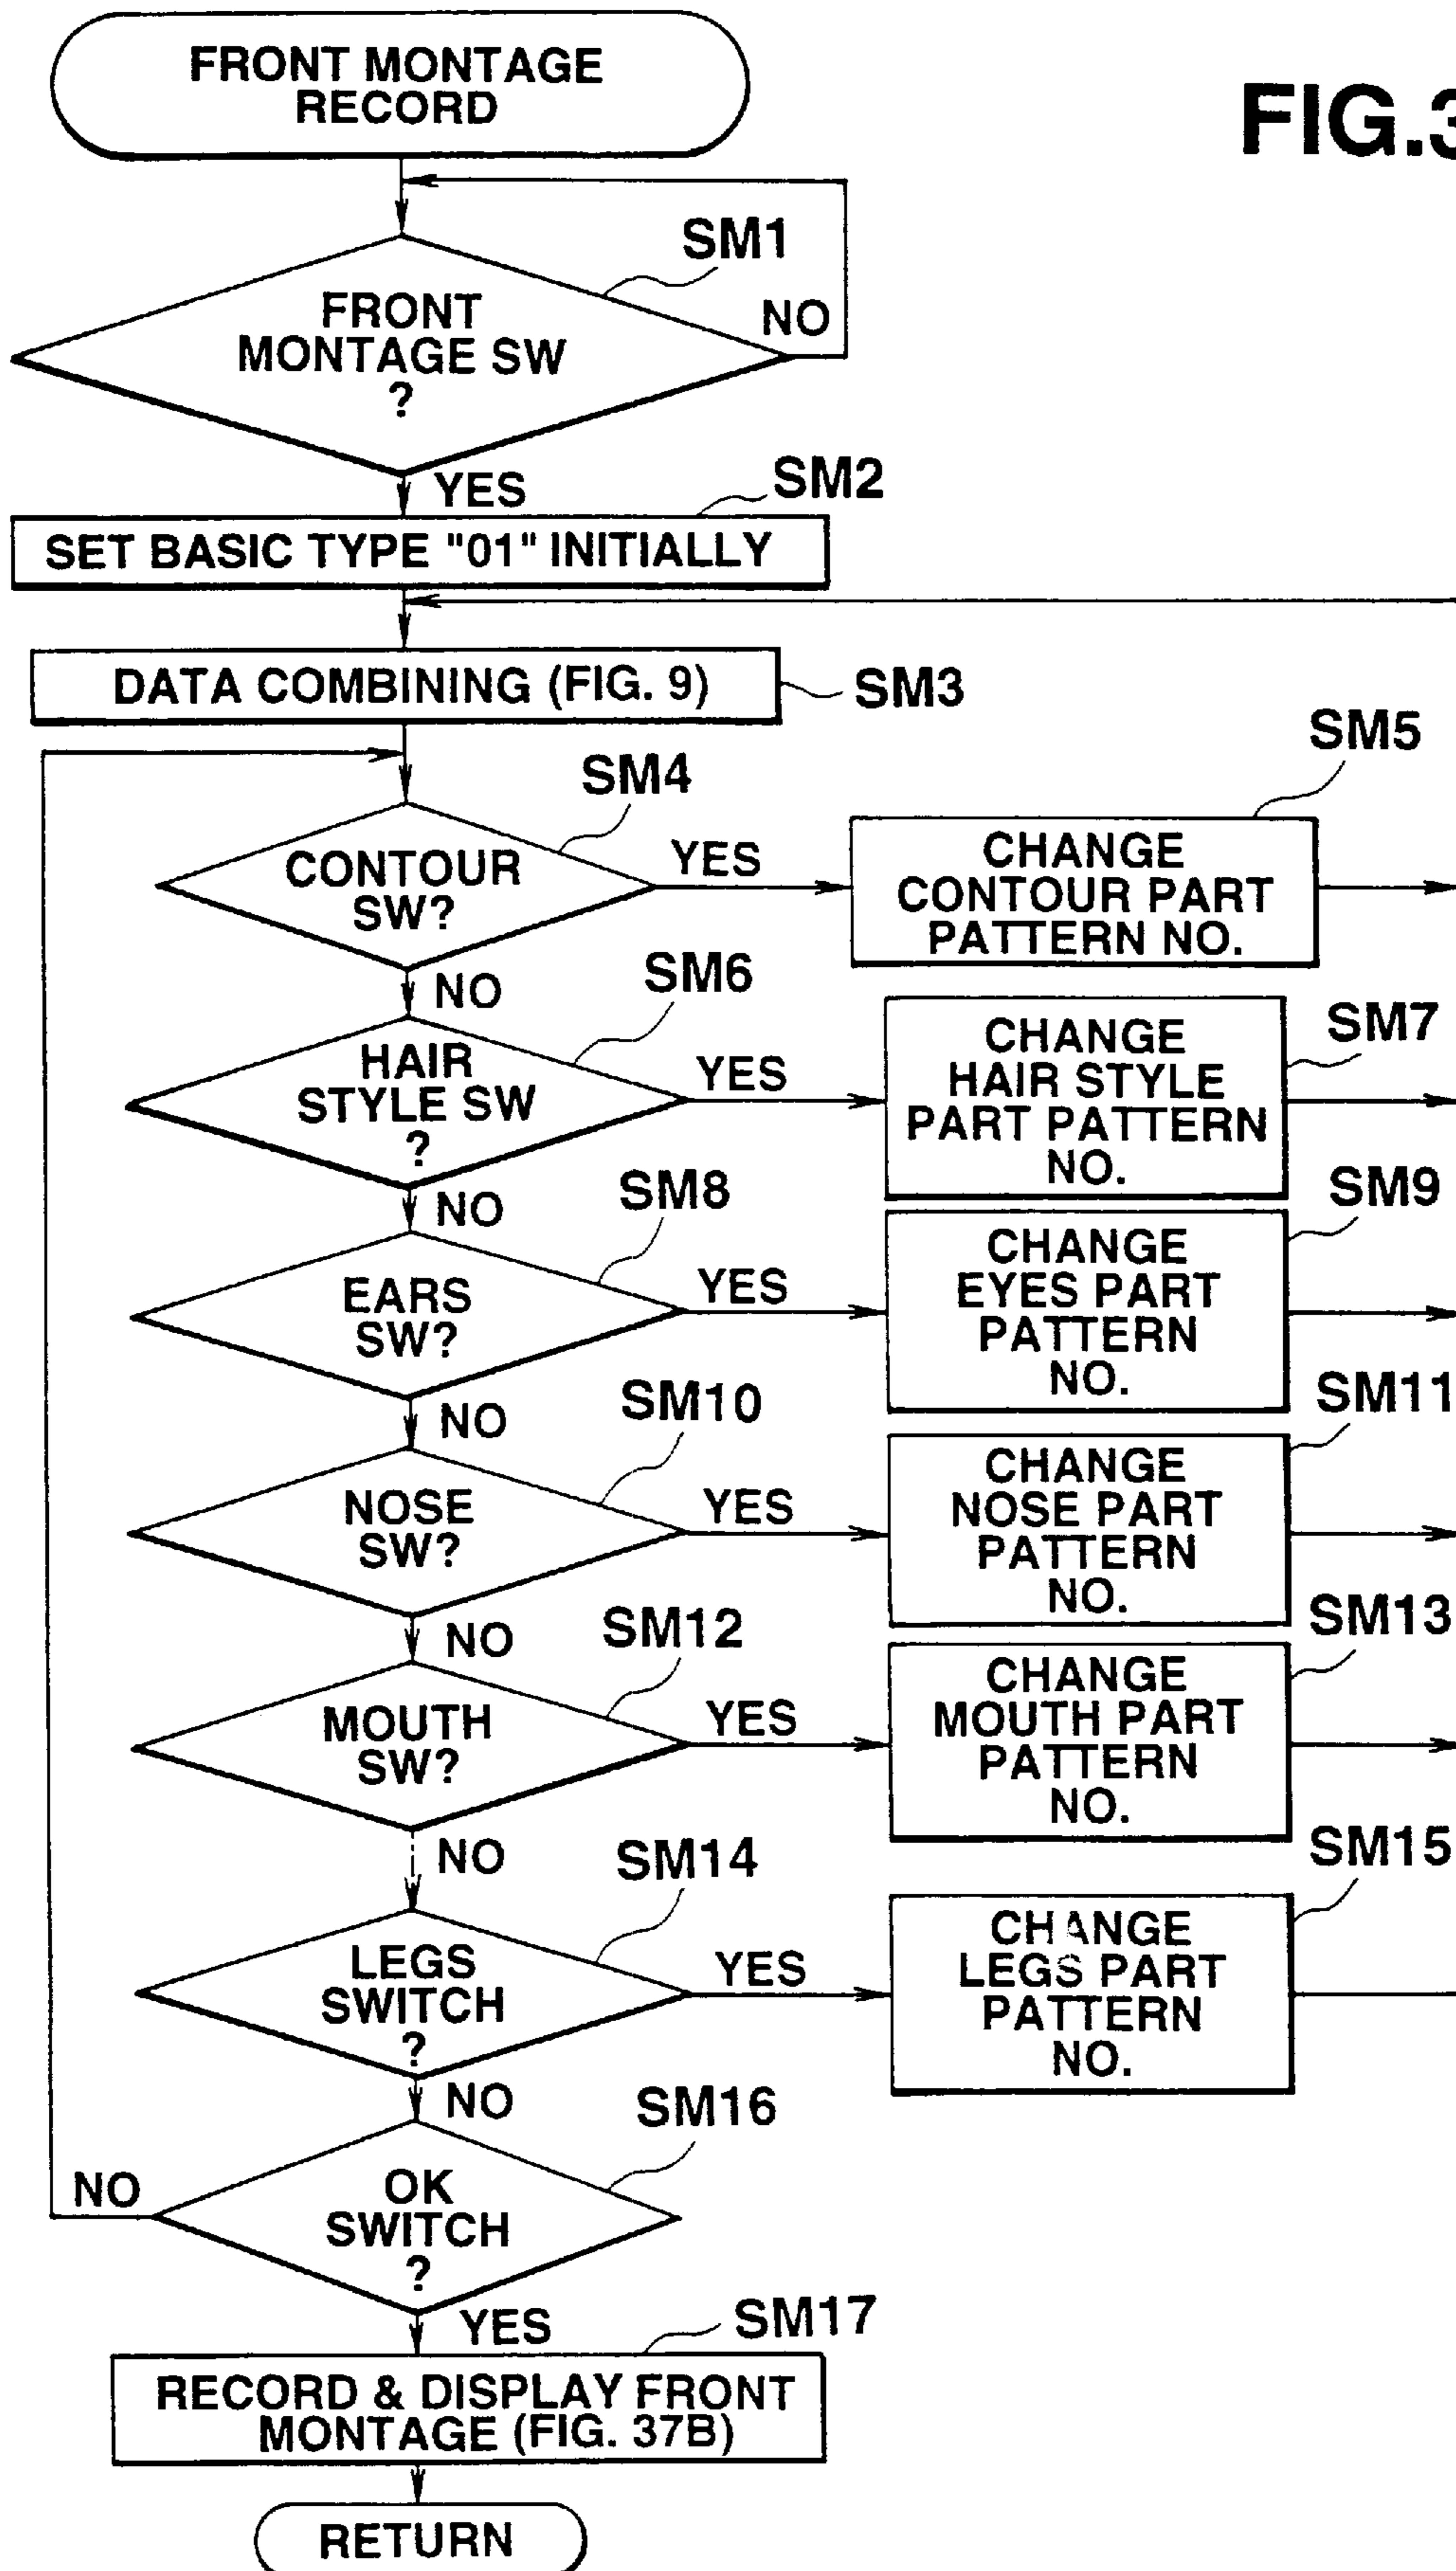 FRONT MONTAGE
RECORD
FIG.3
SM1
FRONT
MONTAGE SW
?
NO
YES
SM2
SET BASIC TYPE "01" INITIALLY
DATA COMBINING (FIG. 9)
SM3
SM4
CONTOUR
SW?
YES
SM5
CHANGE
CONTOUR PART
PATTERN NO.
NO
SM6
HAIR
STYLE SW
?
YES
SM7
CHANGE
HAIR STYLE
PART PATTERN
NO.
NO
SM8
EARS
SW?
YES
SM9
CHANGE
EYES PART
PATTERN
NO.
NO
SM10
NOSE
SW?
YES
SM11
CHANGE
NOSE PART
PATTERN
NO.
NO
SM12
MOUTH
SW?
YES
SM13
CHANGE
MOUTH PART
PATTERN
NO.
NO
SM14
LEGS
SWITCH
?
YES
SM15
CHANGE
LEGS PART
PATTERN
NO.
NO
SM16
OK
SWITCH
?
NO
YES
SM17
RECORD & DISPLAY FRONT
MONTAGE (FIG. 37B)
RETURN